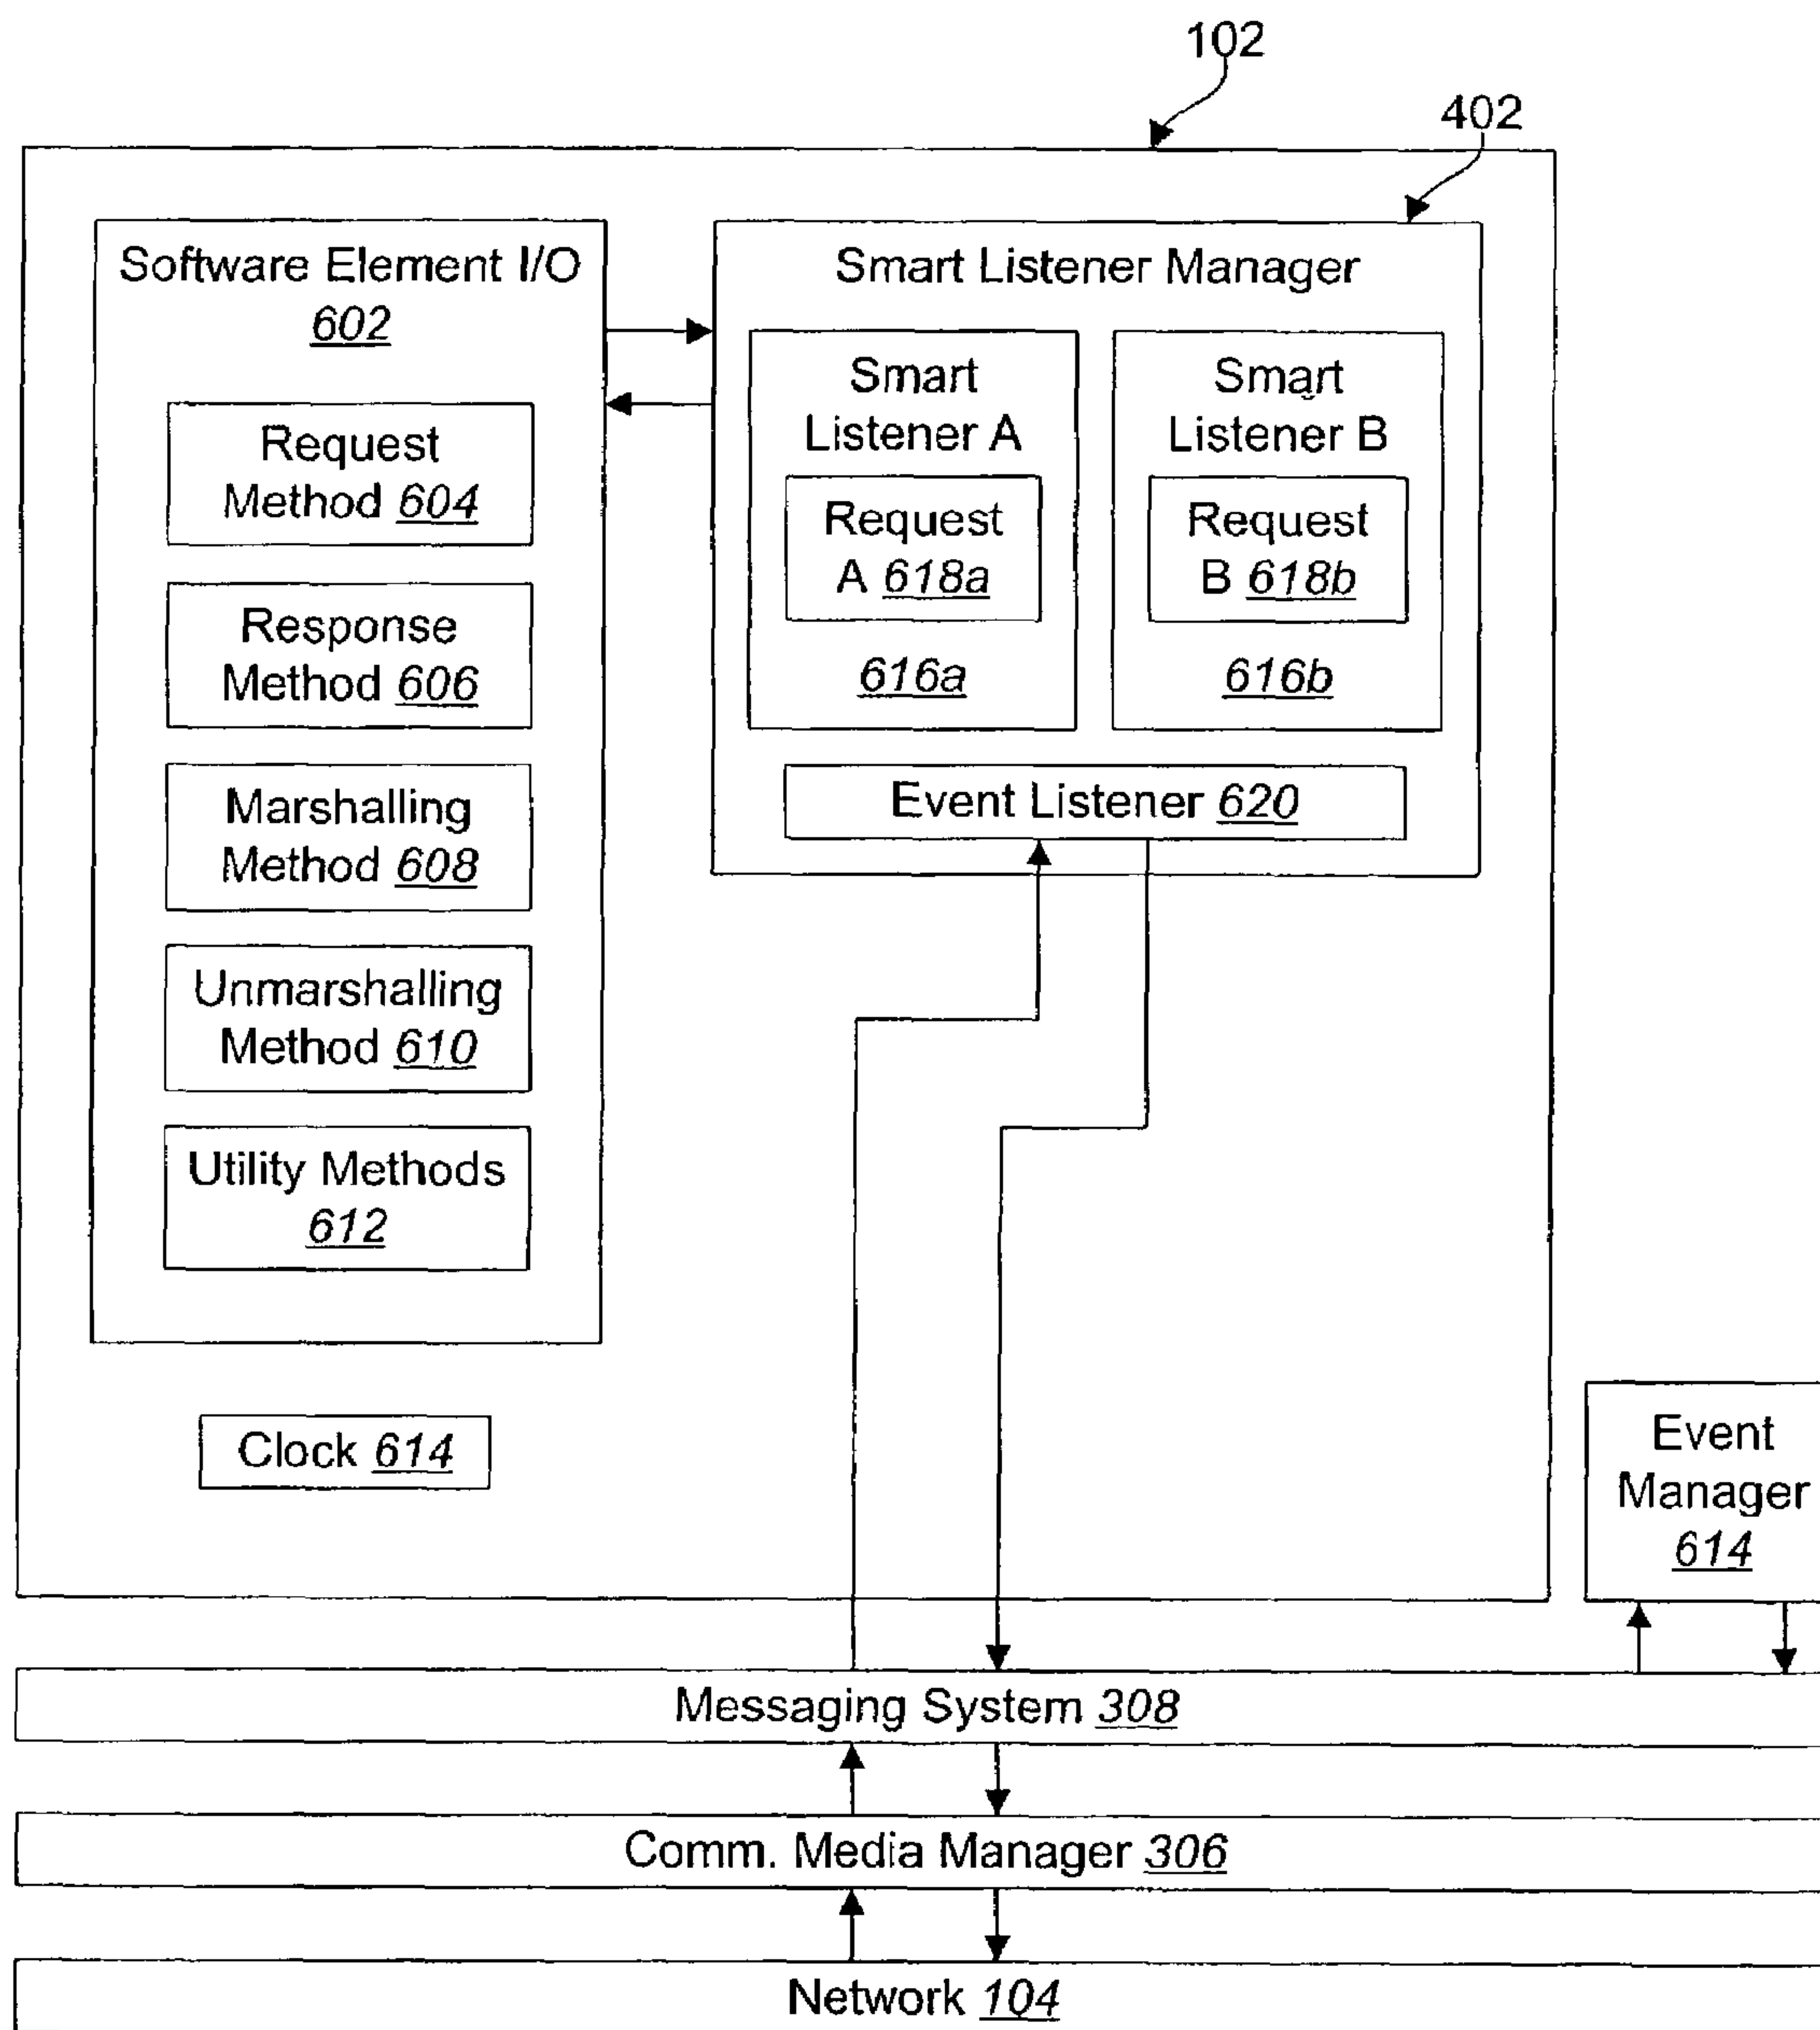 102
402
Software Element I/O
602
Request
Method 604
Response
Method 606
Marshalling
Method 608
Unmarshalling
Method 610
Utility Methods
612
Clock 614
Smart Listener Manager
Smart
Listener A
Request
A 618a
616a
Smart
Listener B
Request
B 618b
616b
Event Listener 620
Event
Manager
614
Messaging System 308
Comm. Media Manager 306
Network 104